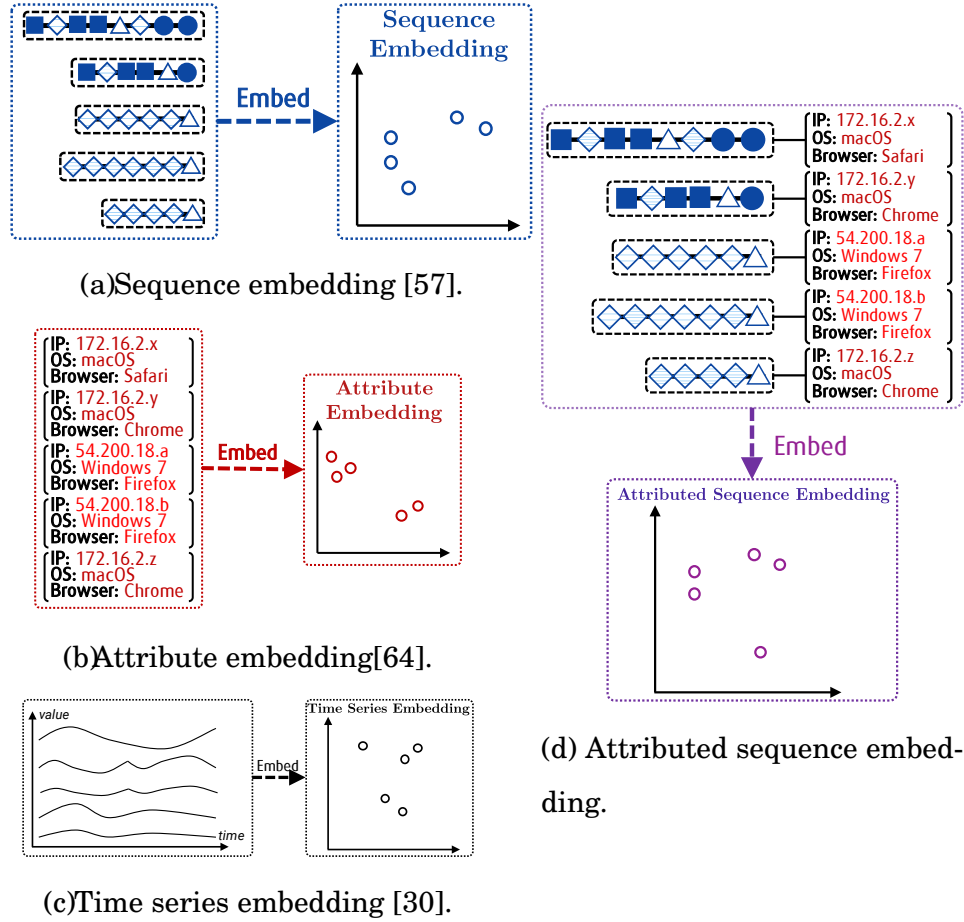 Sequence
Embedding
Embed
(a)Sequence embedding [57].
IP: 172.16.2.x
OS: macOS
Browser: Safari
IP: 172.16.2.y
OS: macOS
Browser: Chrome
IP: 54.200.18.a
OS: Windows 7
Browser: Firefox
IP: 54.200.18.b
OS: Windows 7
Browser: Firefox
IP: 172.16.2.z
OS: macOS
Browser: Chrome
Embed
Attribute
Embedding
(b)Attribute embedding[64].
value
time
Embed
Time Series Embedding
(c)Time series embedding [30].
IP: 172.16.2.x
OS: macOS
Browser: Safari
IP: 172.16.2.y
OS: macOS
Browser: Chrome
IP: 54.200.18.a
OS: Windows 7
Browser: Firefox
IP: 54.200.18.b
OS: Windows 7
Browser: Firefox
IP: 172.16.2.z
OS: macOS
Browser: Chrome
Embed
Attributed Sequence Embedding
(d) Attributed sequence embed-
ding.